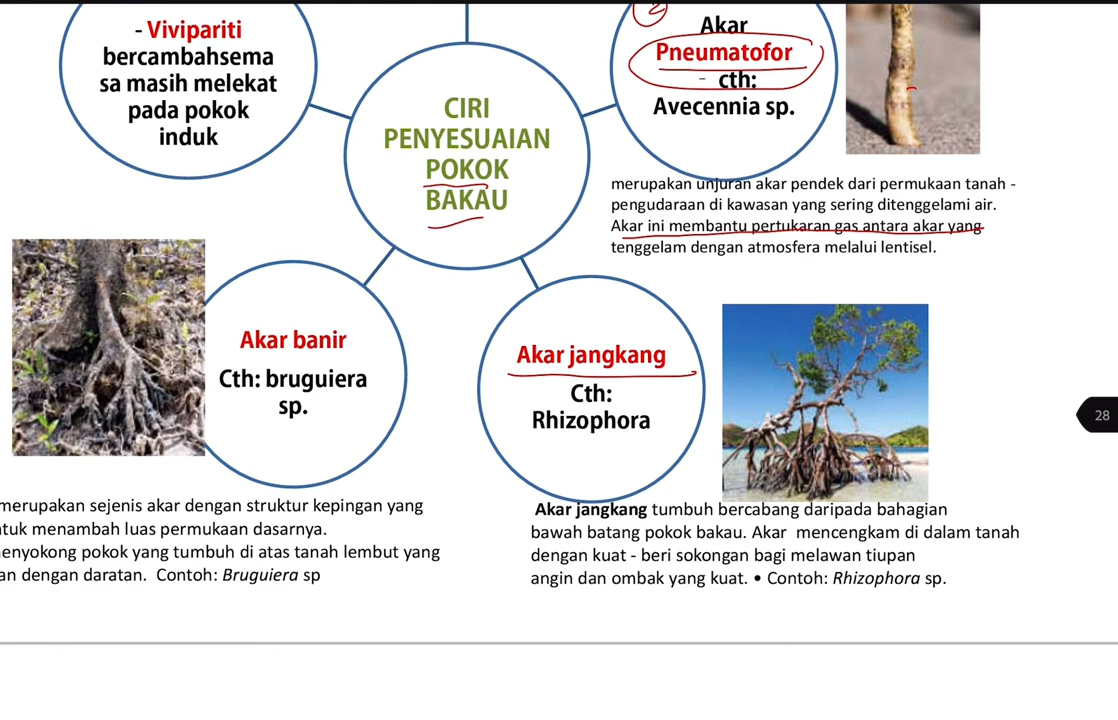 - Vivipariti
bercambahsema
sa masih melekat
pada pokok
induk
2
Akar
Pneumatofor
- cth:
Avecennia sp.
CIRI
PENYESUAIAN
POKOK
BAKAU
merupakan unjuran akar pendek dari permukaan tanah -
pengudaraan di kawasan yang sering ditenggelami air.
Akar ini membantu pertukaran gas antara akar yang
tenggelam dengan atmosfera melalui lentisel.
Akar banir
Cth: bruguiera
sp.
Akar jangkang
Cth:
Rhizophora
28
merupakan sejenis akar dengan struktur kepingan yang
tuk menambah luas permukaan dasarnya.
enyokong pokok yang tumbuh di atas tanah lembut yang
an dengan daratan. Contoh: Bruguiera sp
Akar jangkang tumbuh bercabang daripada bahagian
bawah batang pokok bakau. Akar mencengkam di dalam tanah
dengan kuat - beri sokongan bagi melawan tiupan
angin dan ombak yang kuat. • Contoh: Rhizophora sp.